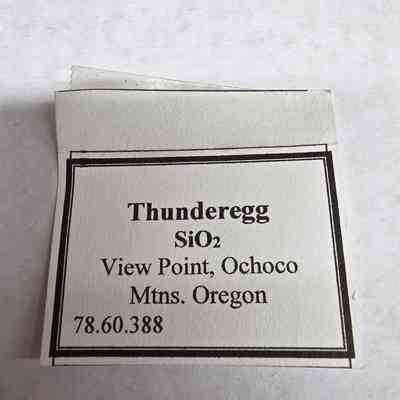 Thunderegg
SiO₂
View Point, Ochoco
Mtns. Oregon
78.60.388